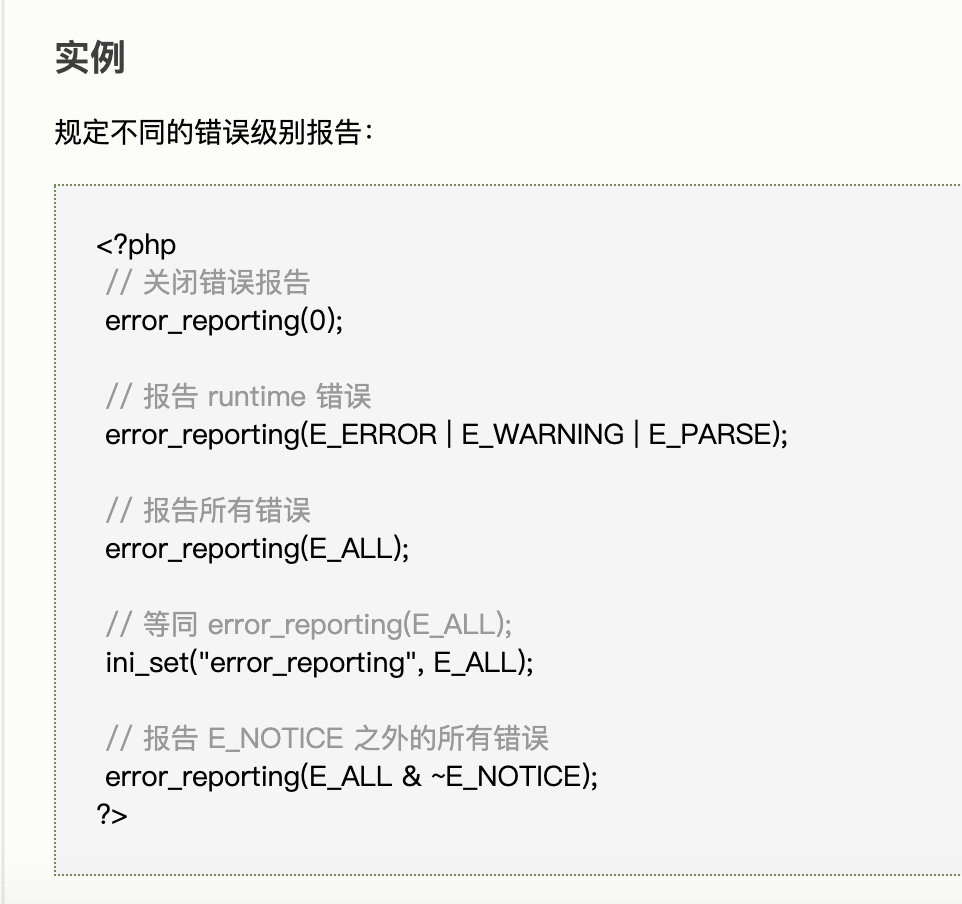 实例
规定不同的错误级别报告：
<?php
// 关闭错误报告
error_reporting(0);
// 报告 runtime 错误
error_reporting(E_ERROR | E_WARNING | E_PARSE);
// 报告所有错误
error_reporting(E_ALL);
// 等同 error_reporting(E_ALL);
ini_set("error_reporting", E_ALL);
// 报告 E_NOTICE 之外的所有错误
error_reporting(E_ALL & ~E_NOTICE);
?>